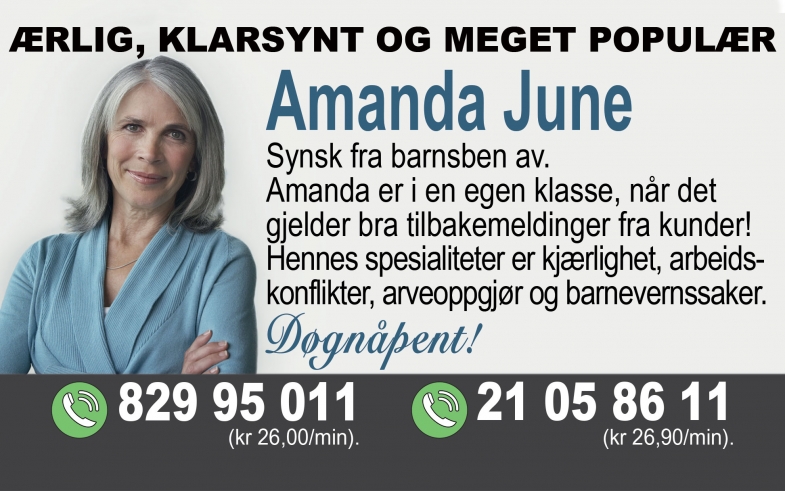 ÆRLIG, KLARSYNT OG MEGET POPULÆR
Amanda June
Synsk fra barnsben av.
Amanda er i en egen klasse, når det
gjelder bra tilbakemeldinger fra kunder!
Hennes spesialiteter er kjærlighet, arbeids-
konflikter, arveoppgjør og barnevernssaker.
Døgnåpent!
829 95 011
(kr 26,00/min).
21 05 86 11
(kr 26,90/min).